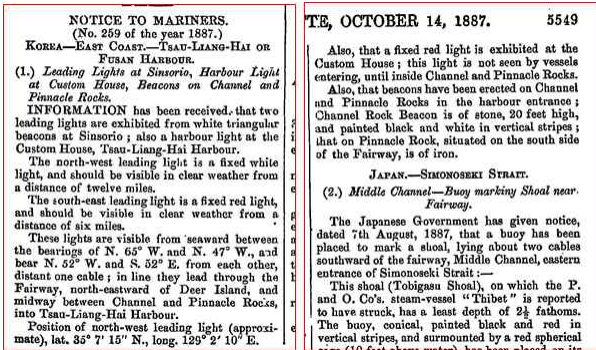 NOTICE TO MARINERS.
(No. 259 of the year 1887.)
KOREA—EAST COAST.—TSAU-LIANG-HAI OR
FUSAN HARBOUR.
(1.) Leading Lights at Sinsorio, Harbour Light
at Custom House, Beacons on Channel and
Pinnacle Rocks.
INFORMATION has been received, that two
leading lights are exhibited from white triangular
beacons at Sinsorio; also a harbour light at the
Custom House, Tsau-Liang-Hai Harbour.
The north-west leading light is a fixed white
light, and should be visible in clear weather from
a distance of twelve miles.
The south-east leading light is a fixed red light,
and should be visible in clear weather from a
distance of six miles.
These lights are visible from seaward between
the bearings of N. 65° W. and N. 47° W., and
bear N. 52° W. and S. 52° E. from each other,
distant one cable; in line they lead through the
Fairway, north-eastward of Deer Island, and
midway between Channel and Pinnacle Rocks,
into Tsau-Liang-Hai Harbour.
Position of north-west leading light (approxi-
mate), lat. 35° 7' 15" N., long. 129° 2' 10" E.
TE, OCTOBER 14, 1887. 5549
Also, that a fixed red light is exhibited at the
Custom House; this light is not seen by vessels
entering, until inside Channel and Pinnacle Rocks.
Also, that beacons have been erected on Channel
and Pinnacle Rocks in the harbour entrance;
Channel Rock Beacon is of stone, 20 feet high,
and painted black and white in vertical stripes;
that on Pinnacle Rock, situated on the south side
of the Fairway, is of iron.
JAPAN.—SIMONOSEKI STRAIT.
(2.) Middle Channel—Buoy marking Shoal near
Fairway.
The Japanese Government has given notice,
dated 7th August, 1887, that a buoy has been
placed to mark a shoal, lying about two cables
southward of the fairway, Middle Channel, eastern
entrance of Simonoseki Strait:—
This shoal (Tobigasu Shoal), on which the P.
and O. Co's. steam-vessel "Thibet" is reported
to have struck, has a least depth of 2½ fathoms.
The buoy, conical, painted black and red in
vertical stripes, and surmounted by a red spherical